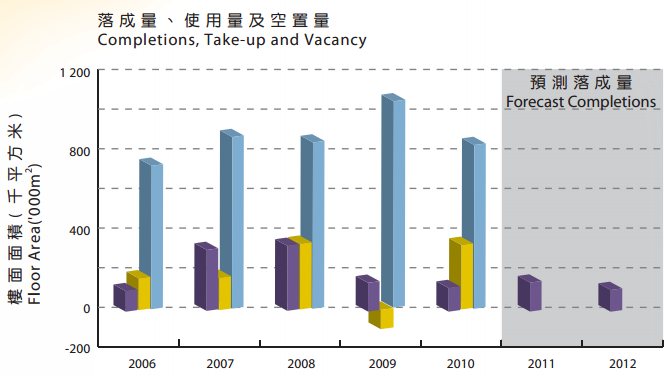 落成量、使用量及空置量
Completions, Take-up and Vacancy
預測落成量
Forecast Completions
樓面面積(千平方米)
Floor Area('000m²)
1 200
800
400
0
-200
2006 2007 2008 2009 2010 2011 2012